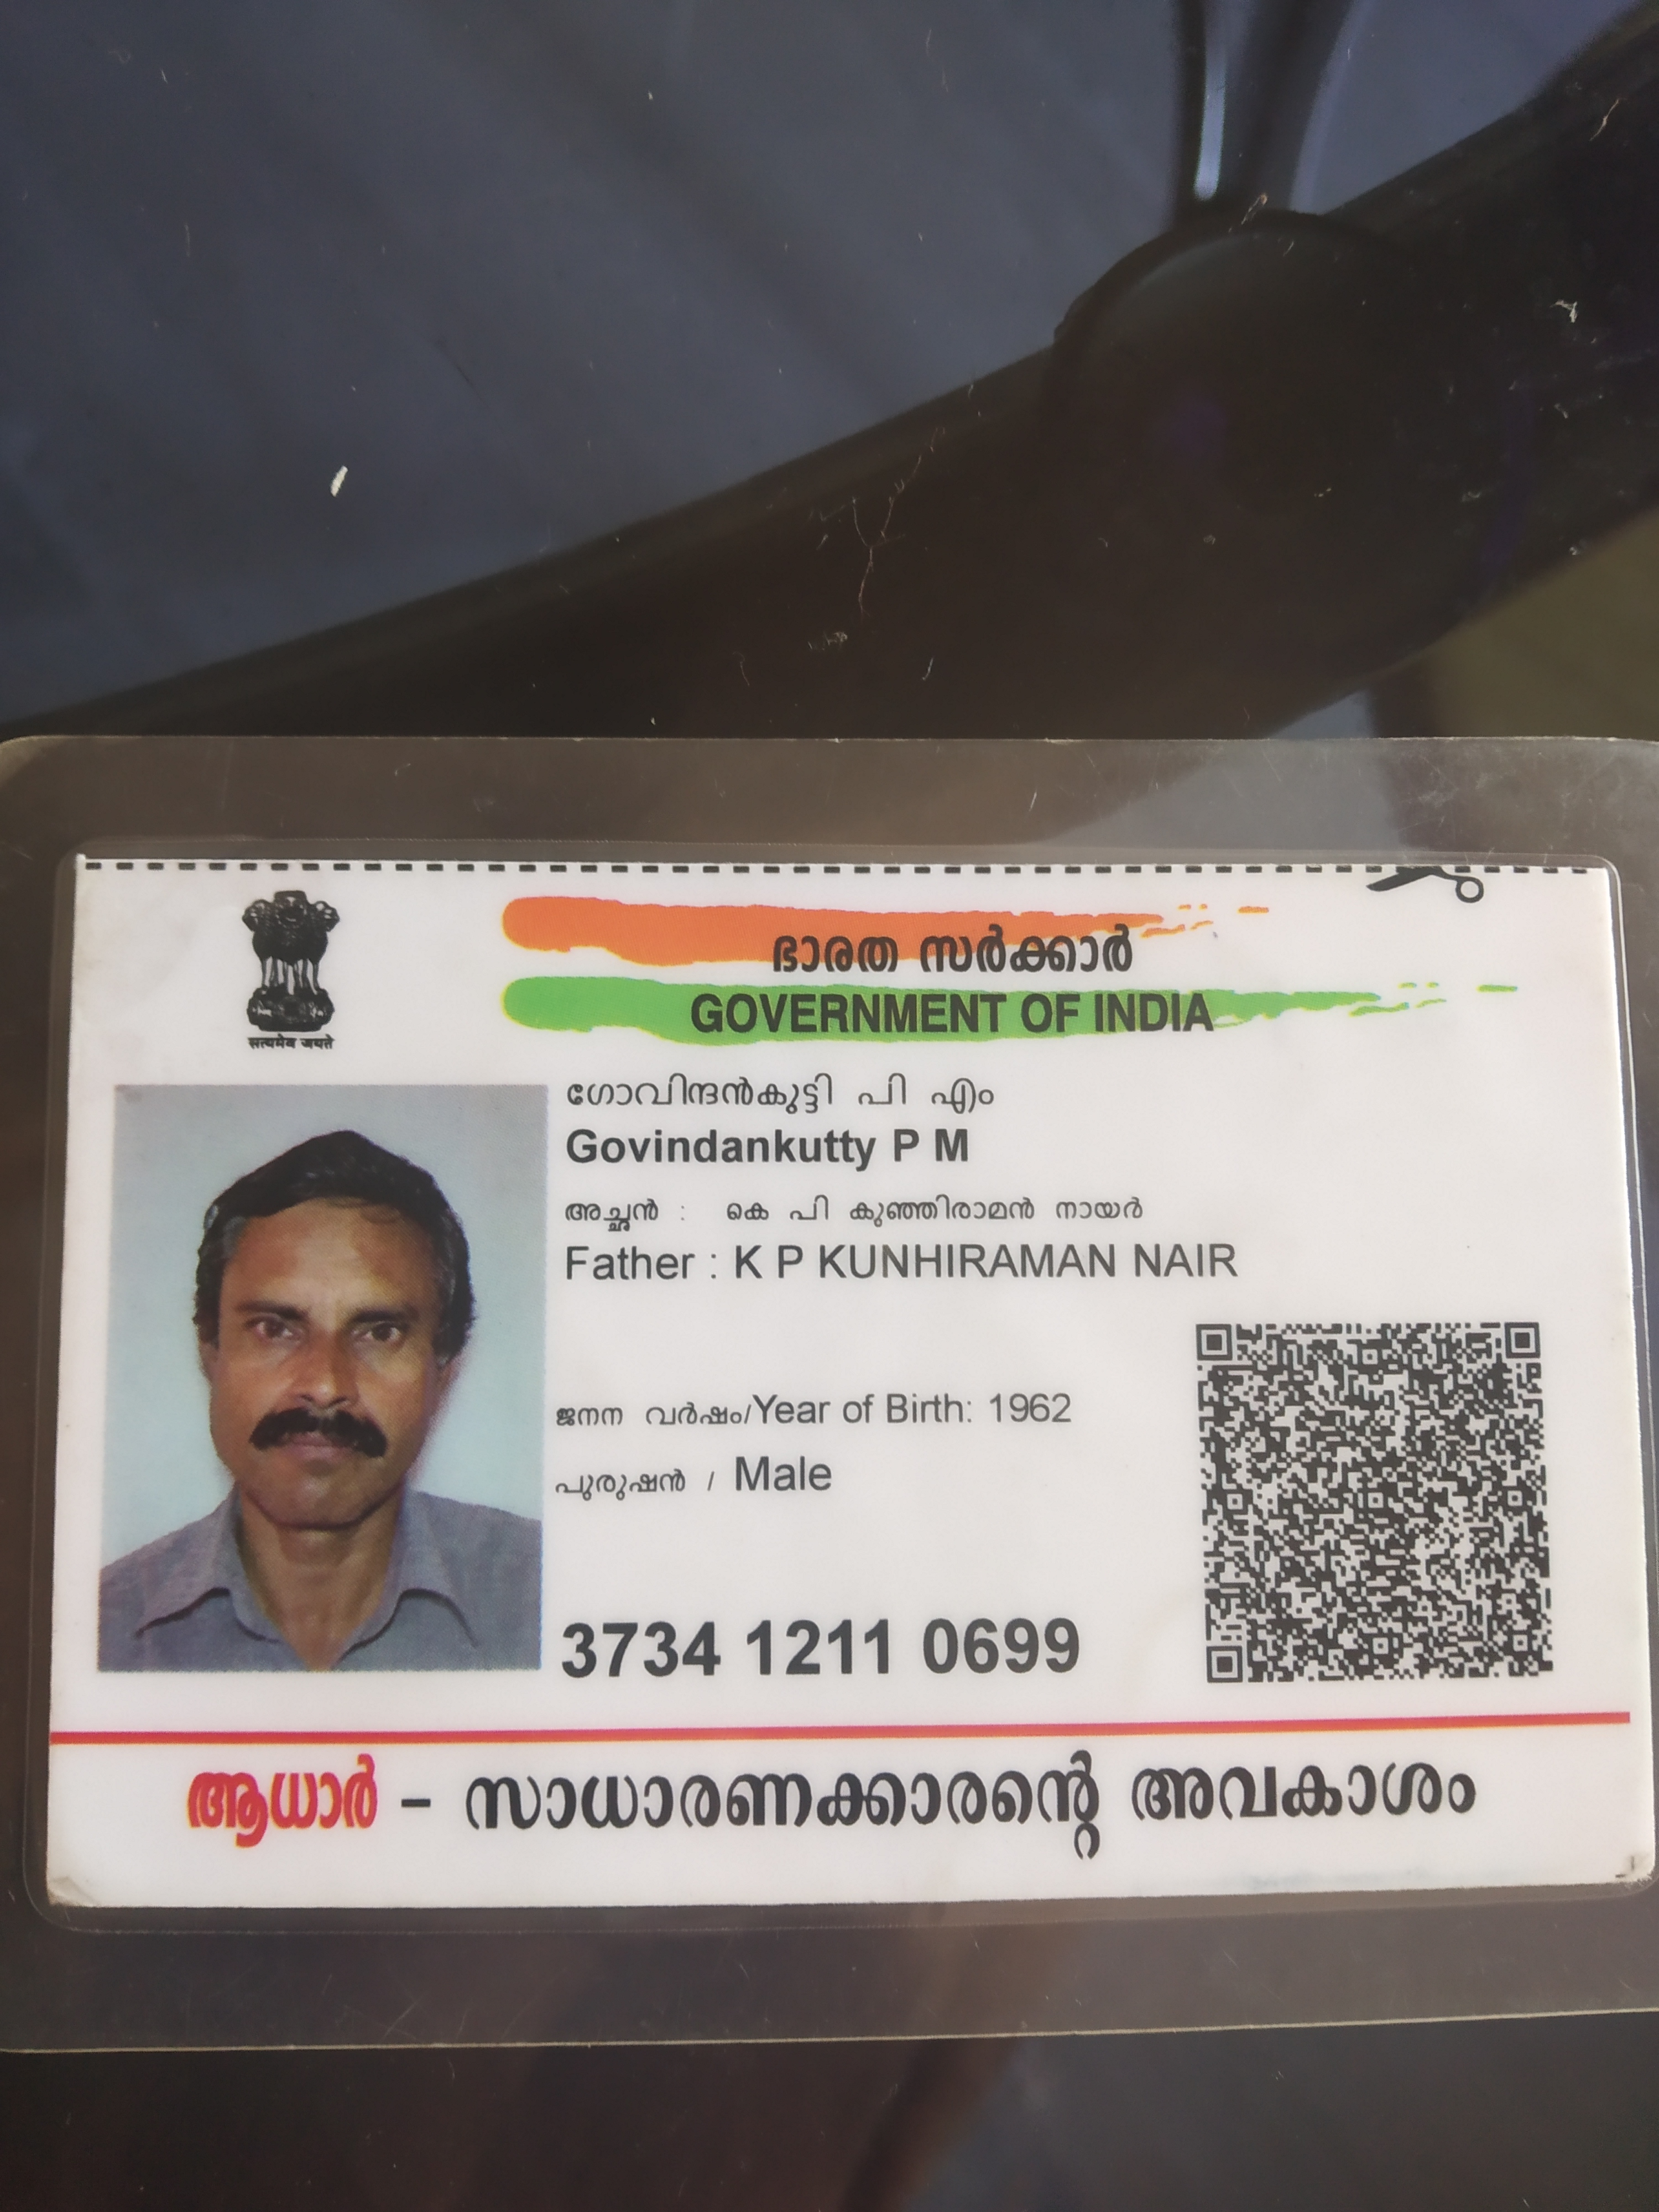 सत्यमेव जयते
ഭാരത സർക്കാർ
GOVERNMENT OF INDIA
ഗോവിന്ദൻകുട്ടി പി എം
Govindankutty P M
അച്ഛൻ : കെ പി കുഞ്ഞിരാമൻ നായർ
Father : K P KUNHIRAMAN NAIR
ജനന വർഷം/Year of Birth: 1962
പുരുഷൻ / Male
3734 1211 0699
ആധാർ - സാധാരണക്കാരന്റെ അവകാശം